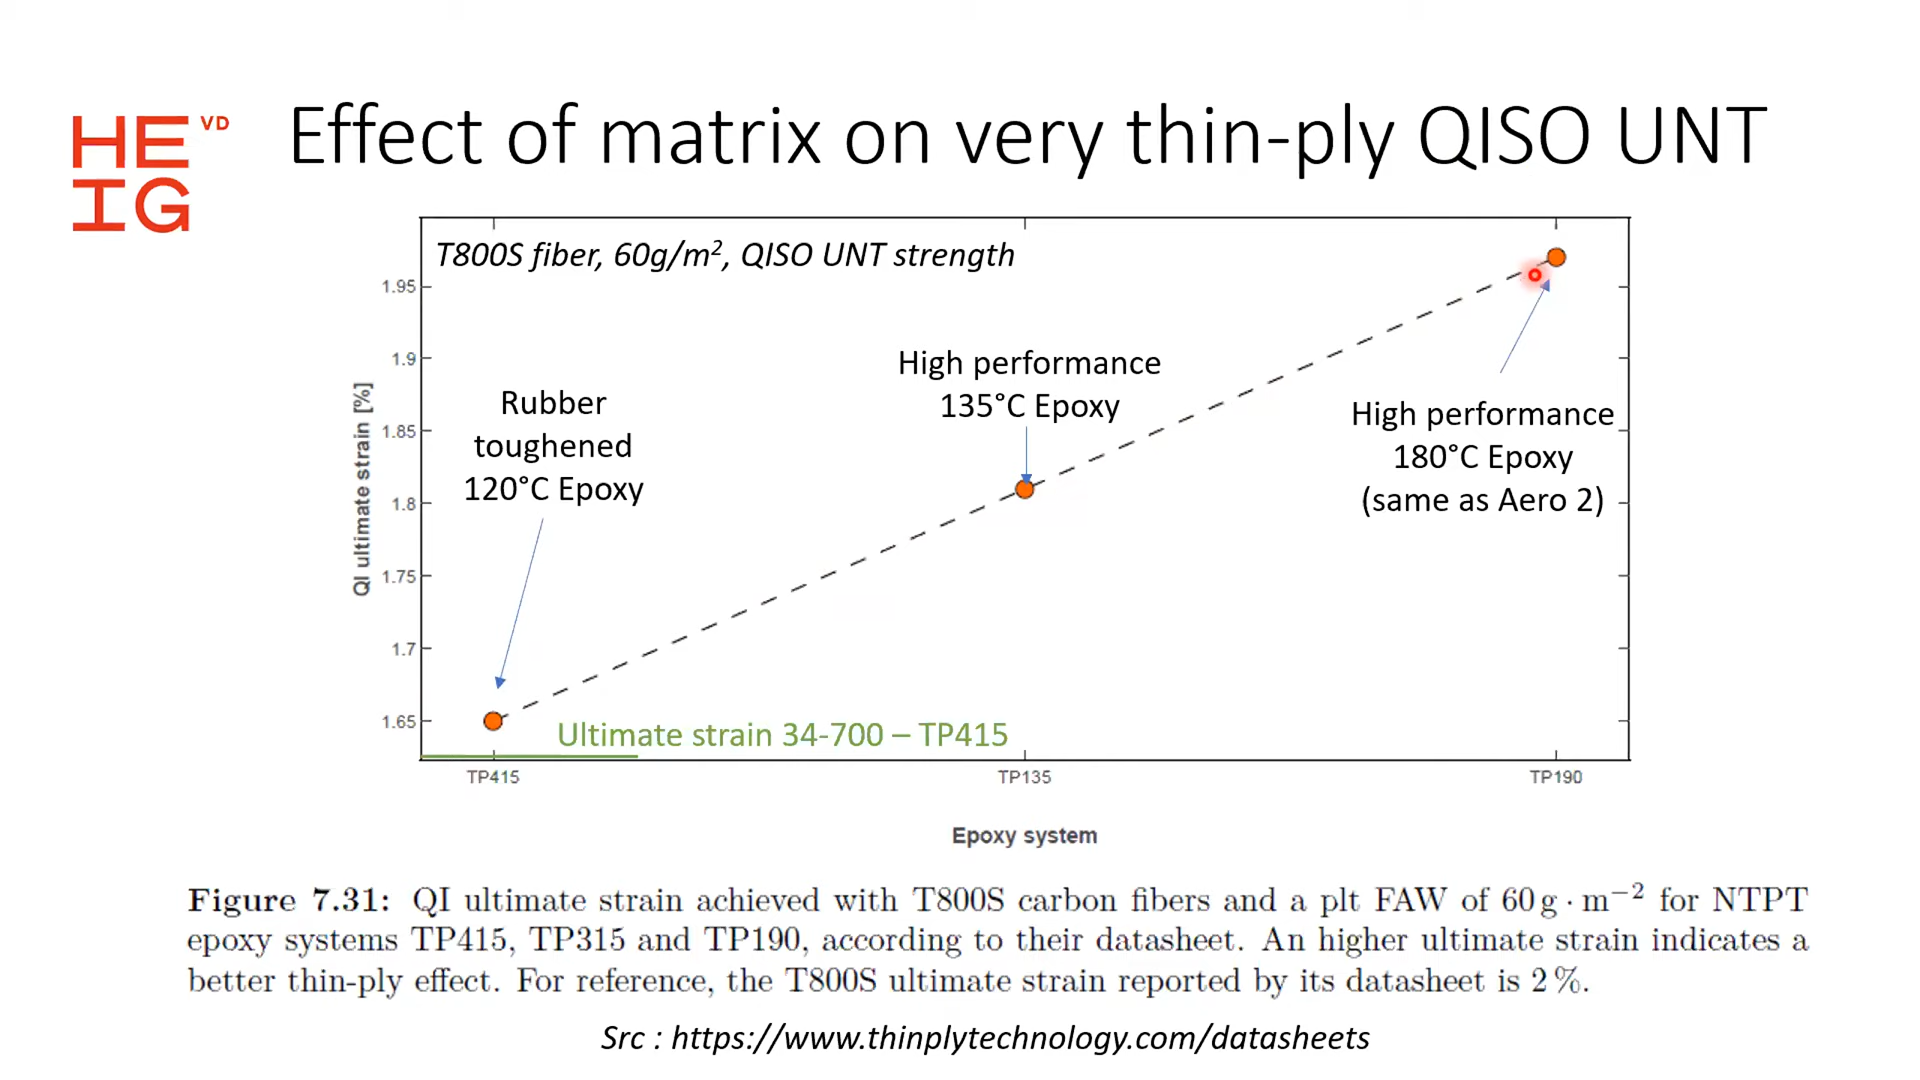 HE VD
IG
Effect of matrix on very thin-ply QISO UNT
T800S fiber, 60g/m², QISO UNT strength
1.95
1.9
1.85
1.8
1.75
1.7
1.65
QI ultimate strain [%]
Rubber
toughened
120°C Epoxy
High performance
135°C Epoxy
High performance
180°C Epoxy
(same as Aero 2)
Ultimate strain 34-700 – TP415
TP415 TP135 TP190
Epoxy system
Figure 7.31: QI ultimate strain achieved with T800S carbon fibers and a plt FAW of 60 g · m⁻² for NTPT
epoxy systems TP415, TP315 and TP190, according to their datasheet. An higher ultimate strain indicates a
better thin-ply effect. For reference, the T800S ultimate strain reported by its datasheet is 2 %.
Src : https://www.thinplytechnology.com/datasheets